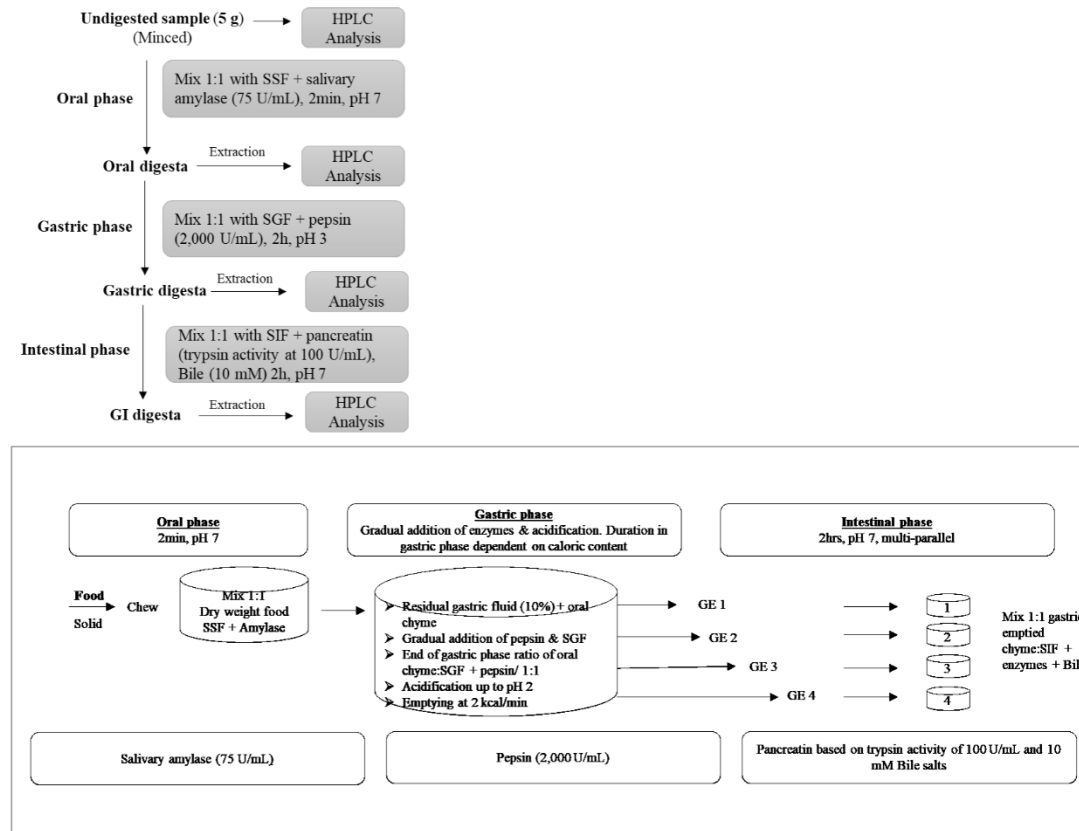 Undigested sample (5 g)
(Minced)
HPLC
Analysis
Oral phase
Mix 1:1 with SSF + salivary
amylase (75 U/mL), 2min, pH 7
Oral digesta
Extraction
HPLC
Analysis
Gastric phase
Mix 1:1 with SGF + pepsin
(2,000 U/mL), 2h, pH 3
Gastric digesta
Extraction
HPLC
Analysis
Intestinal phase
Mix 1:1 with SIF + pancreatin
(trypsin activity at 100 U/mL),
Bile (10 mM) 2h, pH 7
GI digesta
Extraction
HPLC
Analysis
Oral phase
2min, pH 7
Gastric phase
Gradual addition of enzymes & acidification. Duration in
gastric phase dependent on caloric content
Intestinal phase
2hrs, pH 7, multi-parallel
Food
Solid
Chew
Mix 1:1
Dry weight food
SSF + Amylase
➤ Residual gastric fluid (10%) + oral
chyme
➤ Gradual addition of pepsin & SGF
➤ End of gastric phase ratio of oral
chyme:SGF + pepsin/ 1:1
➤ Acidification up to pH 2
➤ Emptying at 2 kcal/min
GE 1
GE 2
GE 3
GE 4
1
2
3
4
Mix 1:1 gastric
emptied
chyme:SIF +
enzymes + Bil
Salivary amylase (75 U/mL)
Pepsin (2,000 U/mL)
Pancreatin based on trypsin activity of 100 U/mL and 10
mM Bile salts